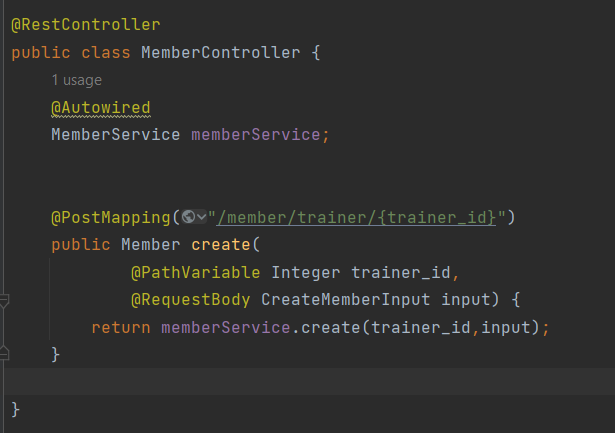 @RestController
public class MemberController {
1 usage
@Autowired
MemberService memberService;
@PostMapping("/member/trainer/{trainer_id}")
public Member create(
@PathVariable Integer trainer_id,
@RequestBody CreateMemberInput input) {
return memberService.create(trainer_id,input);
}
}